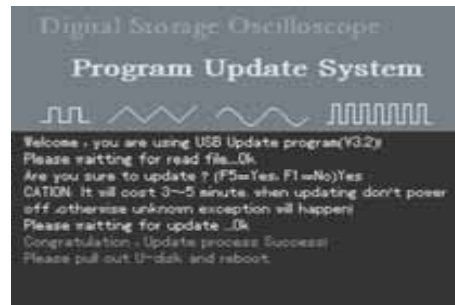 Digital Storage Oscilloscope
Program Update System
Welcome , you are using USB Update program(V3.2)!
Please waitting for read file...Ok
Are you sure to update ? (F5=Yes, F1=No)Yes
CATION: It will cost 3~5 minute, when updating don't power
off ,otherwise unknown exception will happen!
Please waitting for update ...Ok
Congratulation , Update process Success!
Please pull out U-disk and reboot.